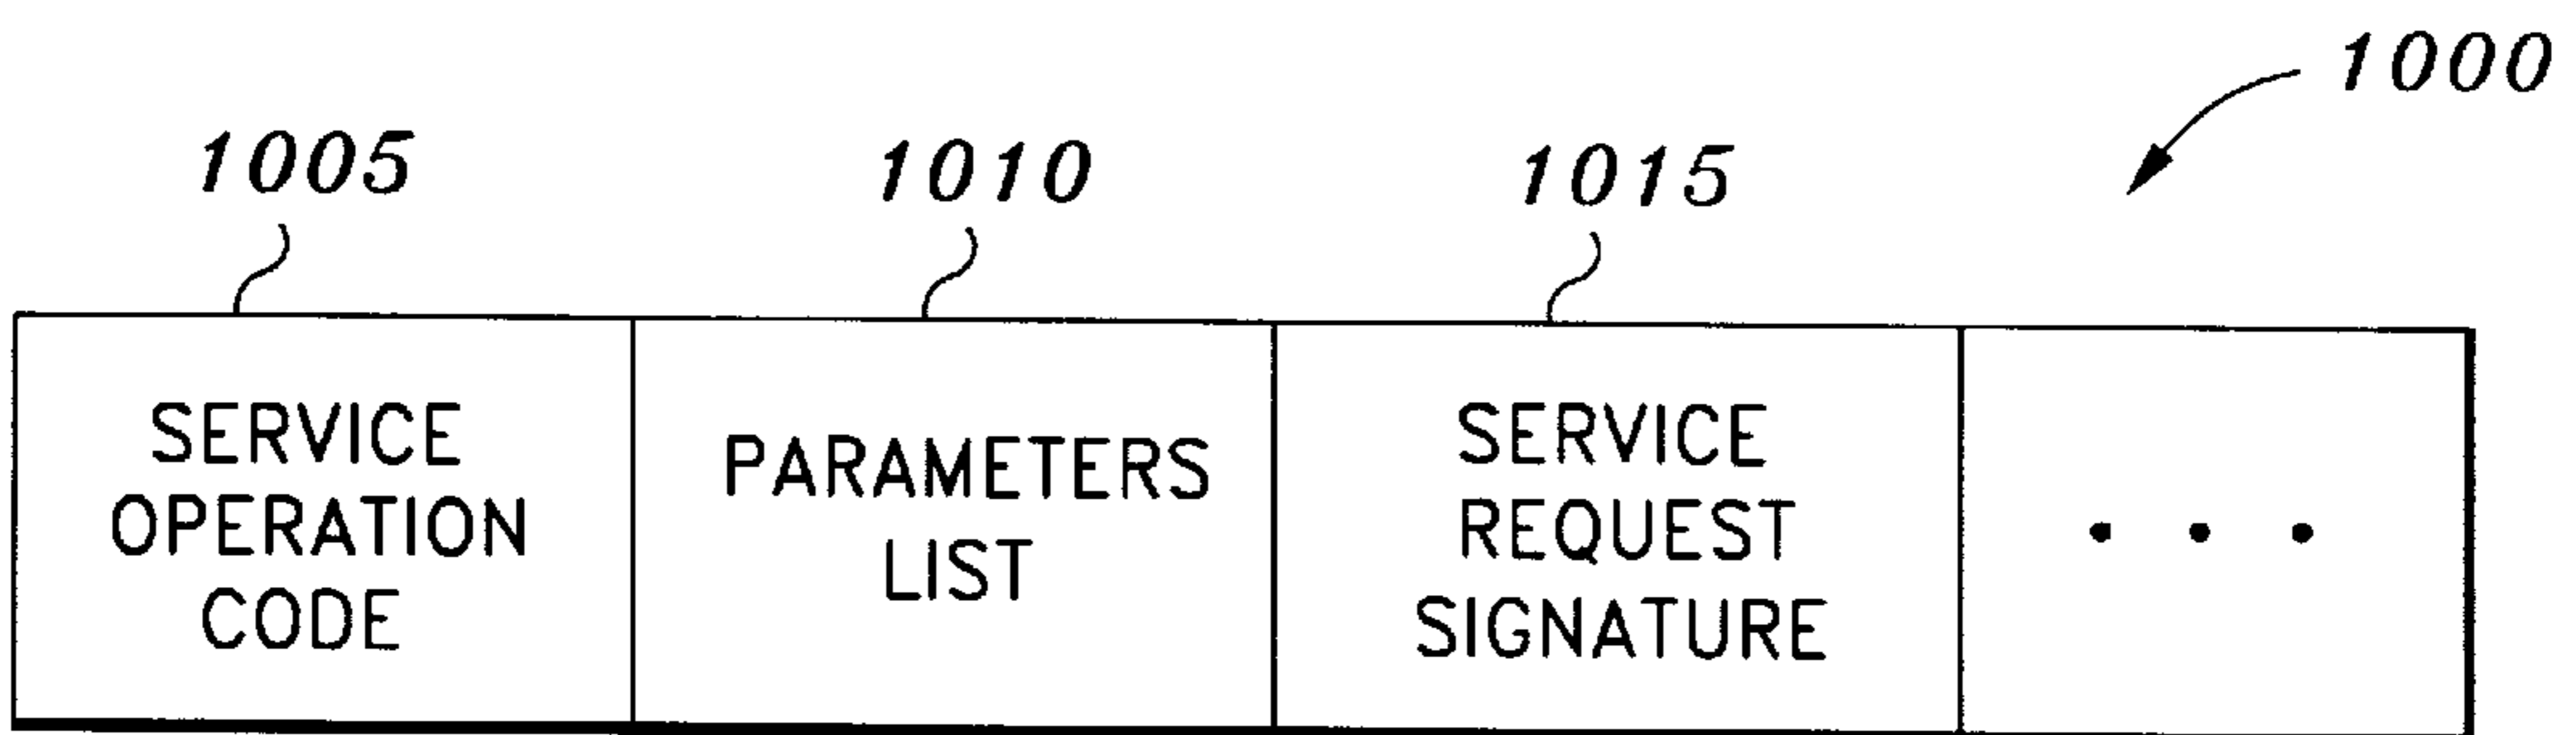 1000
1005
1010
1015
SERVICE
OPERATION
CODE
PARAMETERS
LIST
SERVICE
REQUEST
SIGNATURE
• • •